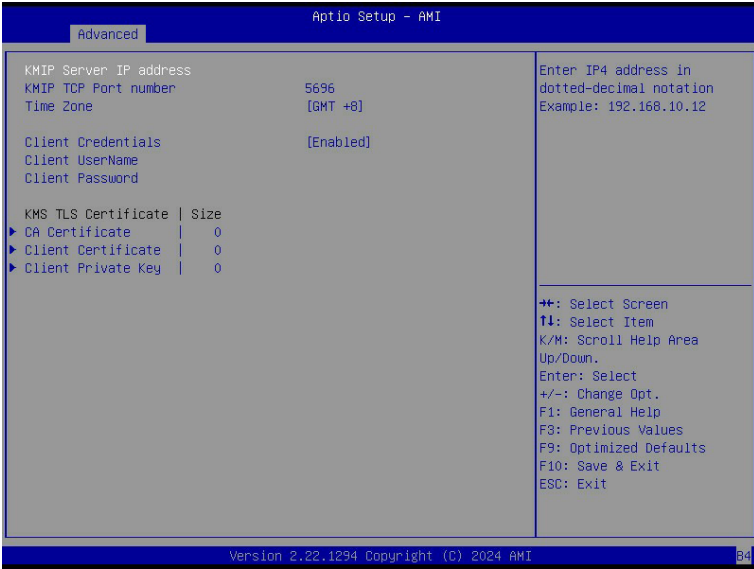 Aptio Setup – AMI
Advanced
KMIP Server IP address
KMIP TCP Port number 5696
Time Zone [GMT +8]
Client Credentials [Enabled]
Client UserName
Client Password
KMS TLS Certificate | Size
▶ CA Certificate | 0
▶ Client Certificate | 0
▶ Client Private Key | 0
Enter IP4 address in
dotted-decimal notation
Example: 192.168.10.12
→←: Select Screen
↑↓: Select Item
K/M: Scroll Help Area
Up/Down.
Enter: Select
+/-: Change Opt.
F1: General Help
F3: Previous Values
F9: Optimized Defaults
F10: Save & Exit
ESC: Exit
Version 2.22.1294 Copyright (C) 2024 AMI
B4